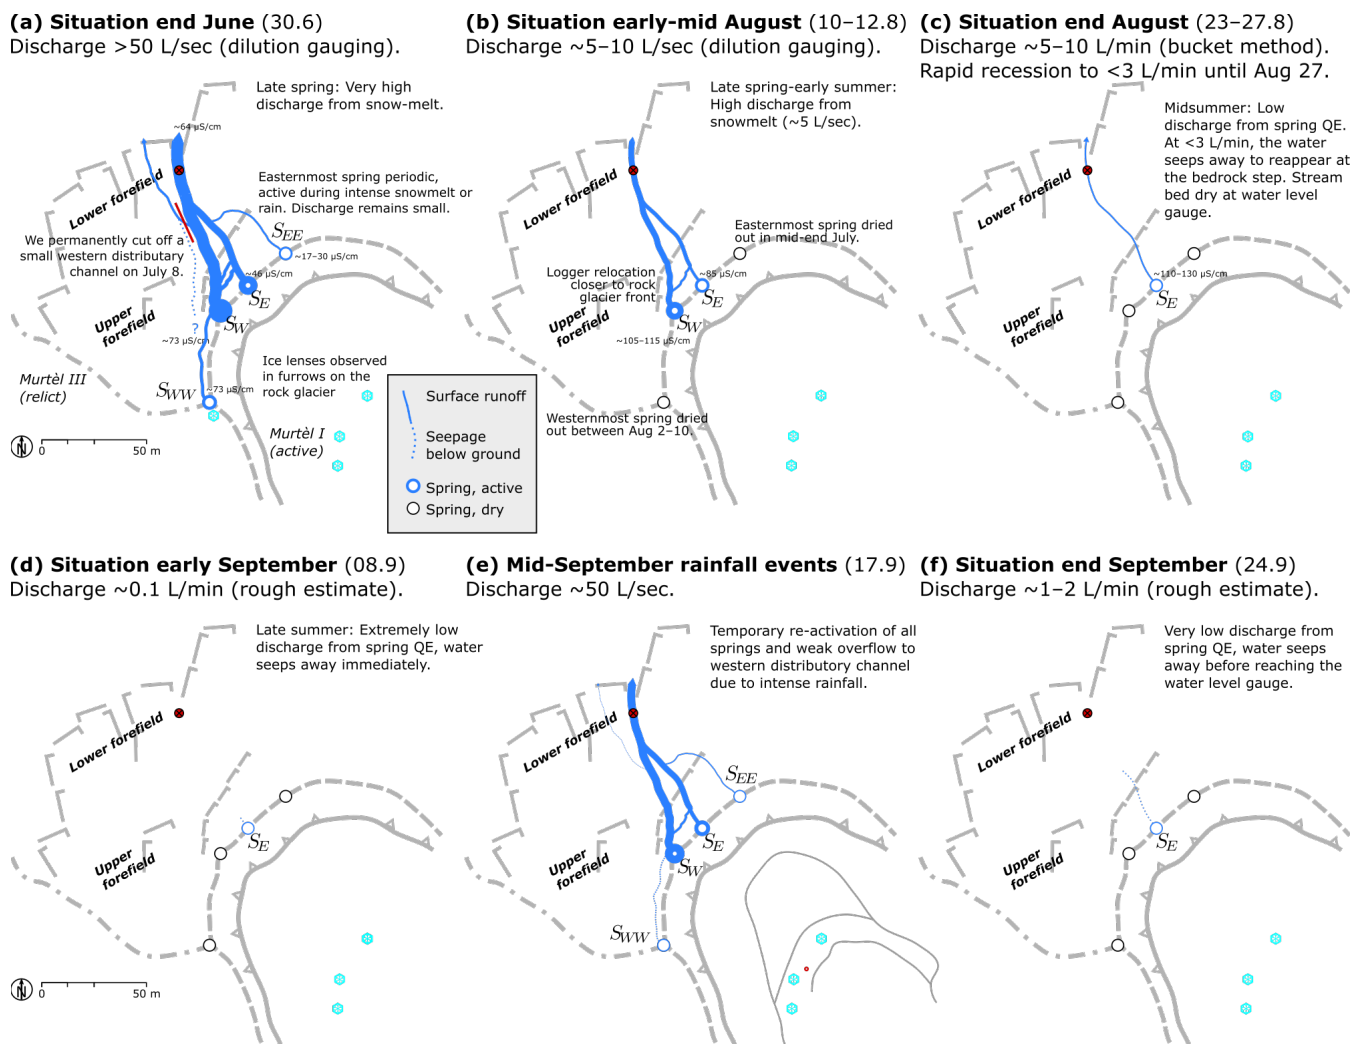 (a) Situation end June (30.6)
Discharge >50 L/sec (dilution gauging).
Late spring: Very high
discharge from snow-melt.
~64 µS/cm
Lower forefield
Easternmost spring periodic,
active during intense snowmelt or
rain. Discharge remains small.
We permanently cut off a
small western distributary
channel on July 8.
S_EE
~17–30 µS/cm
~46 µS/cm
S_E
Upper
forefield
S_W
?
~73 µS/cm
Murtèl III
(relict)
S_WW
~73 µS/cm
Ice lenses observed
in furrows on the
rock glacier
Murtèl I
(active)
N
0
50 m
Surface runoff
Seepage
below ground
Spring, active
Spring, dry
(b) Situation early-mid August (10–12.8)
Discharge ~5–10 L/sec (dilution gauging).
Late spring-early summer:
High discharge from
snowmelt (~5 L/sec).
Lower forefield
Easternmost spring dried
out in mid-end July.
Logger relocation
closer to rock
glacier front
~85 µS/cm
S_E
Upper
forefield
S_W
~105–115 µS/cm
Westernmost spring dried
out between Aug 2–10.
(c) Situation end August (23–27.8)
Discharge ~5–10 L/min (bucket method).
Rapid recession to <3 L/min until Aug 27.
Midsummer: Low
discharge from spring QE.
At <3 L/min, the water
seeps away to reappear at
the bedrock step. Stream
bed dry at water level
gauge.
Lower forefield
~110–130 µS/cm
S_E
Upper
forefield
(d) Situation early September (08.9)
Discharge ~0.1 L/min (rough estimate).
Late summer: Extremely low
discharge from spring QE, water
seeps away immediately.
Lower forefield
S_E
Upper
forefield
N
0
50 m
(e) Mid-September rainfall events (17.9)
Discharge ~50 L/sec.
Temporary re-activation of all
springs and weak overflow to
western distributory channel
due to intense rainfall.
Lower forefield
S_EE
S_E
Upper
forefield
S_W
S_WW
(f) Situation end September (24.9)
Discharge ~1–2 L/min (rough estimate).
Very low discharge from
spring QE, water seeps
away before reaching the
water level gauge.
Lower forefield
S_E
Upper
forefield